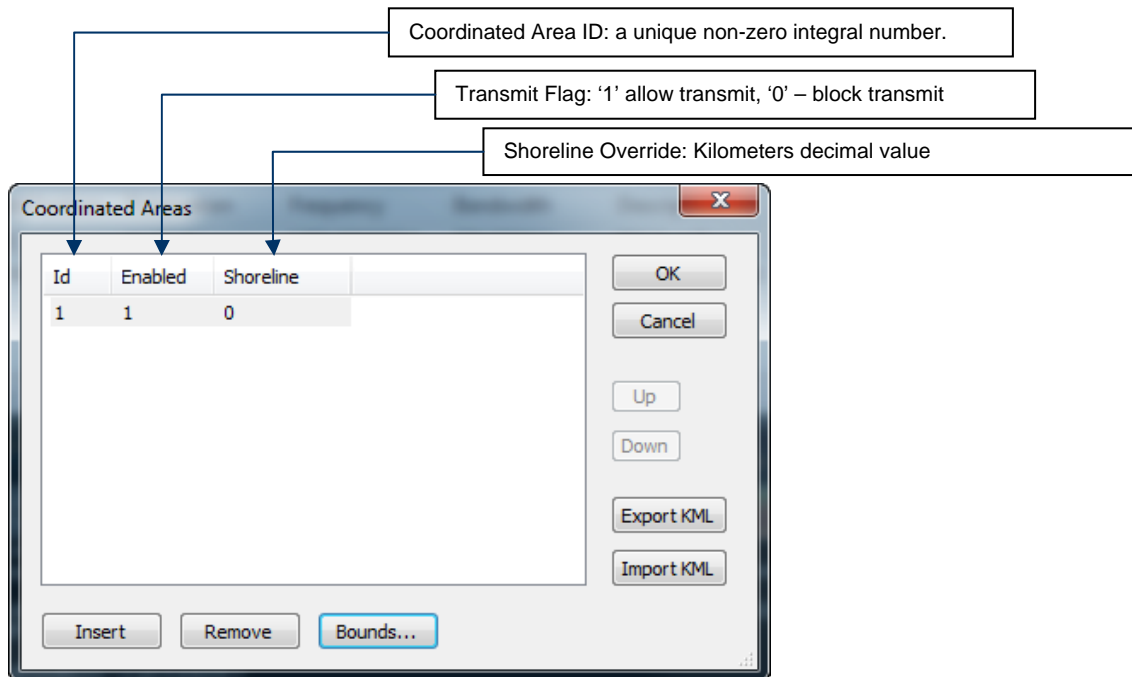 Coordinated Area ID: a unique non-zero integral number.
Transmit Flag: ‘1’ allow transmit, ‘0’ – block transmit
Shoreline Override: Kilometers decimal value
Coordinated Areas
Frequency
Id Enabled Shoreline
1 1 0
OK
Cancel
Up
Down
Export KML
Import KML
Insert Remove Bounds...